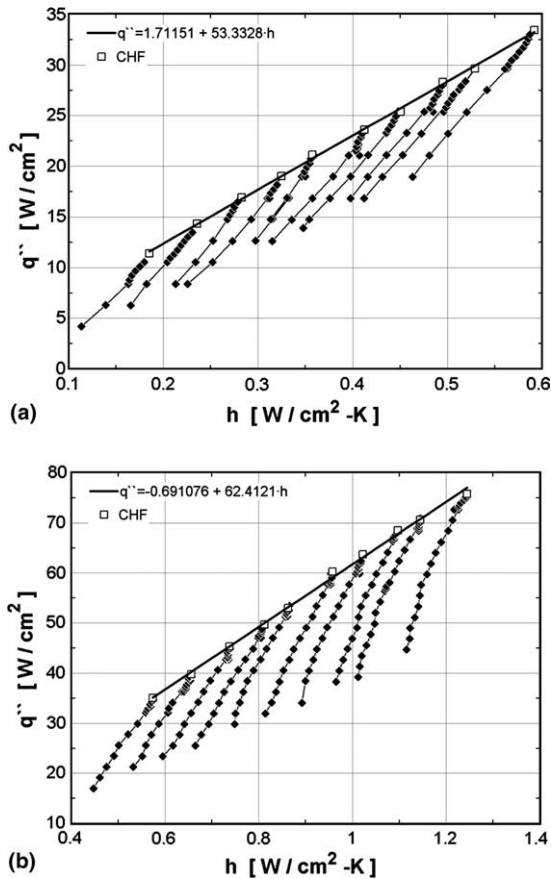 q``=1.71151 + 53.3328·h
CHF
35
30
25
20
15
10
5
0
q`` [ W / cm² ]
0.1 0.2 0.3 0.4 0.5 0.6
(a)
h [ W / cm² -K ]
q``=-0.691076 + 62.4121·h
CHF
80
70
60
50
40
30
20
10
q`` [ W / cm² ]
0.4 0.6 0.8 1 1.2 1.4
(b)
h [ W / cm² -K ]